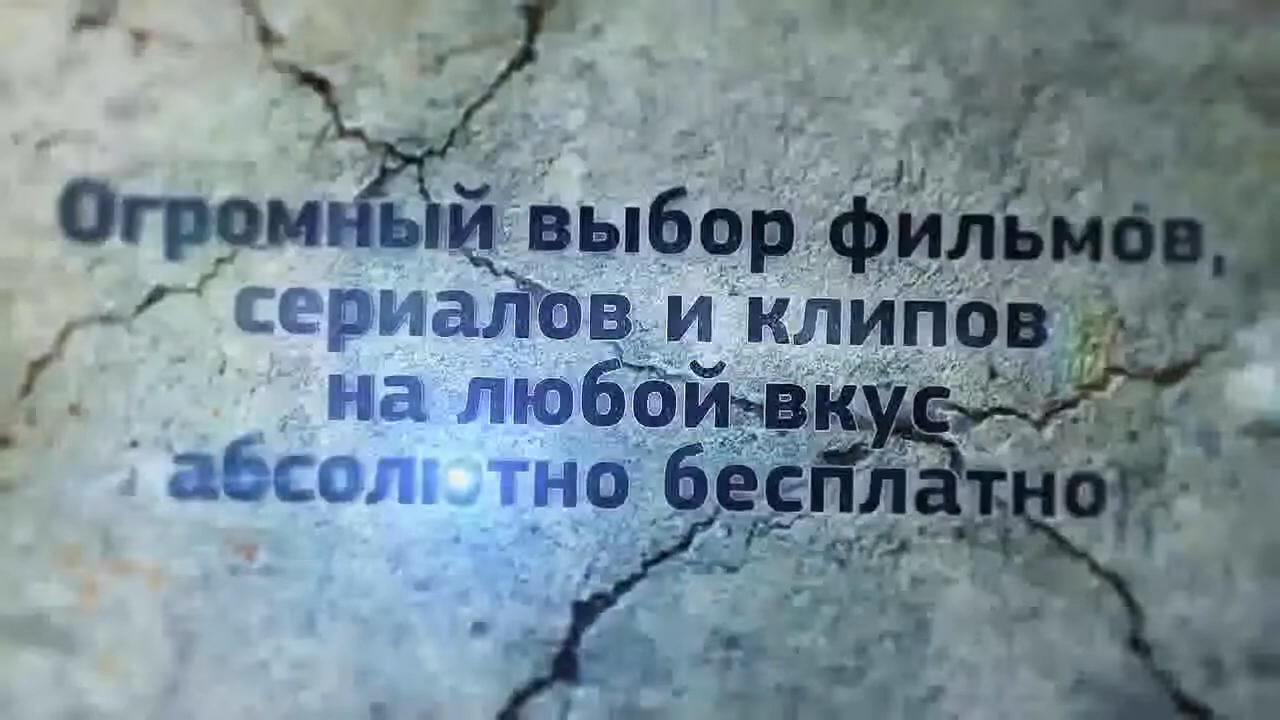 Огромный выбор фильмов,
сериалов и клипов
на любой вкус
абсолютно бесплатно